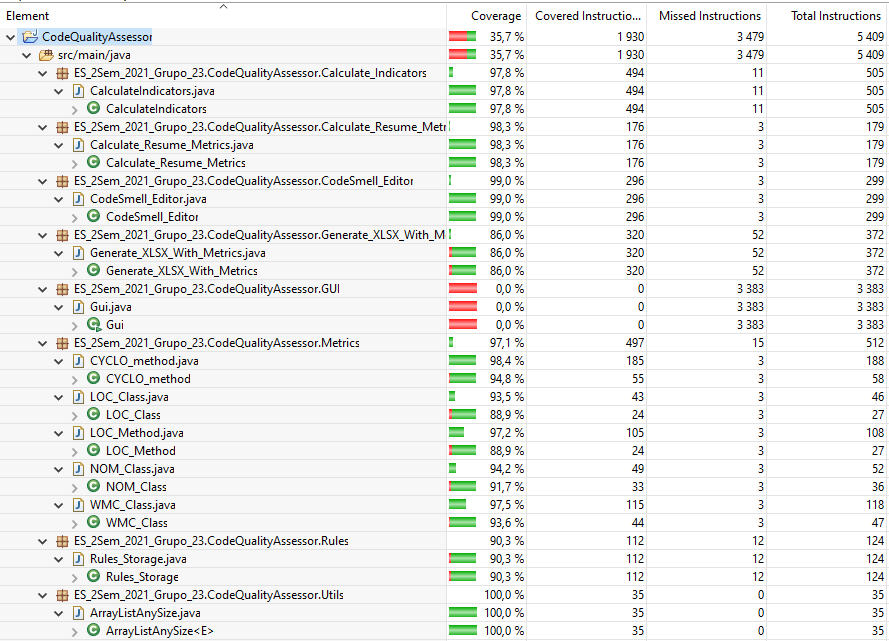 Element Coverage Covered Instructio... Missed Instructions Total Instructions
CodeQualityAssessor 35,7 % 1 930 3 479 5 409
src/main/java 35,7 % 1 930 3 479 5 409
ES_2Sem_2021_Grupo_23.CodeQualityAssessor.Calculate_Indicators 97,8 % 494 11 505
CalculateIndicators.java 97,8 % 494 11 505
CalculateIndicators 97,8 % 494 11 505
ES_2Sem_2021_Grupo_23.CodeQualityAssessor.Calculate_Resume_Metr 98,3 % 176 3 179
Calculate_Resume_Metrics.java 98,3 % 176 3 179
Calculate_Resume_Metrics 98,3 % 176 3 179
ES_2Sem_2021_Grupo_23.CodeQualityAssessor.CodeSmell_Editor 99,0 % 296 3 299
CodeSmell_Editor.java 99,0 % 296 3 299
CodeSmell_Editor 99,0 % 296 3 299
ES_2Sem_2021_Grupo_23.CodeQualityAssessor.Generate_XLSX_With_M 86,0 % 320 52 372
Generate_XLSX_With_Metrics.java 86,0 % 320 52 372
Generate_XLSX_With_Metrics 86,0 % 320 52 372
ES_2Sem_2021_Grupo_23.CodeQualityAssessor.GUI 0,0 % 0 3 383 3 383
Gui.java 0,0 % 0 3 383 3 383
Gui 0,0 % 0 3 383 3 383
ES_2Sem_2021_Grupo_23.CodeQualityAssessor.Metrics 97,1 % 497 15 512
CYCLO_method.java 98,4 % 185 3 188
CYCLO_method 94,8 % 55 3 58
LOC_Class.java 93,5 % 43 3 46
LOC_Class 88,9 % 24 3 27
LOC_Method.java 97,2 % 105 3 108
LOC_Method 88,9 % 24 3 27
NOM_Class.java 94,2 % 49 3 52
NOM_Class 91,7 % 33 3 36
WMC_Class.java 97,5 % 115 3 118
WMC_Class 93,6 % 44 3 47
ES_2Sem_2021_Grupo_23.CodeQualityAssessor.Rules 90,3 % 112 12 124
Rules_Storage.java 90,3 % 112 12 124
Rules_Storage 90,3 % 112 12 124
ES_2Sem_2021_Grupo_23.CodeQualityAssessor.Utils 100,0 % 35 0 35
ArrayListAnySize.java 100,0 % 35 0 35
ArrayListAnySize<E> 100,0 % 35 0 35